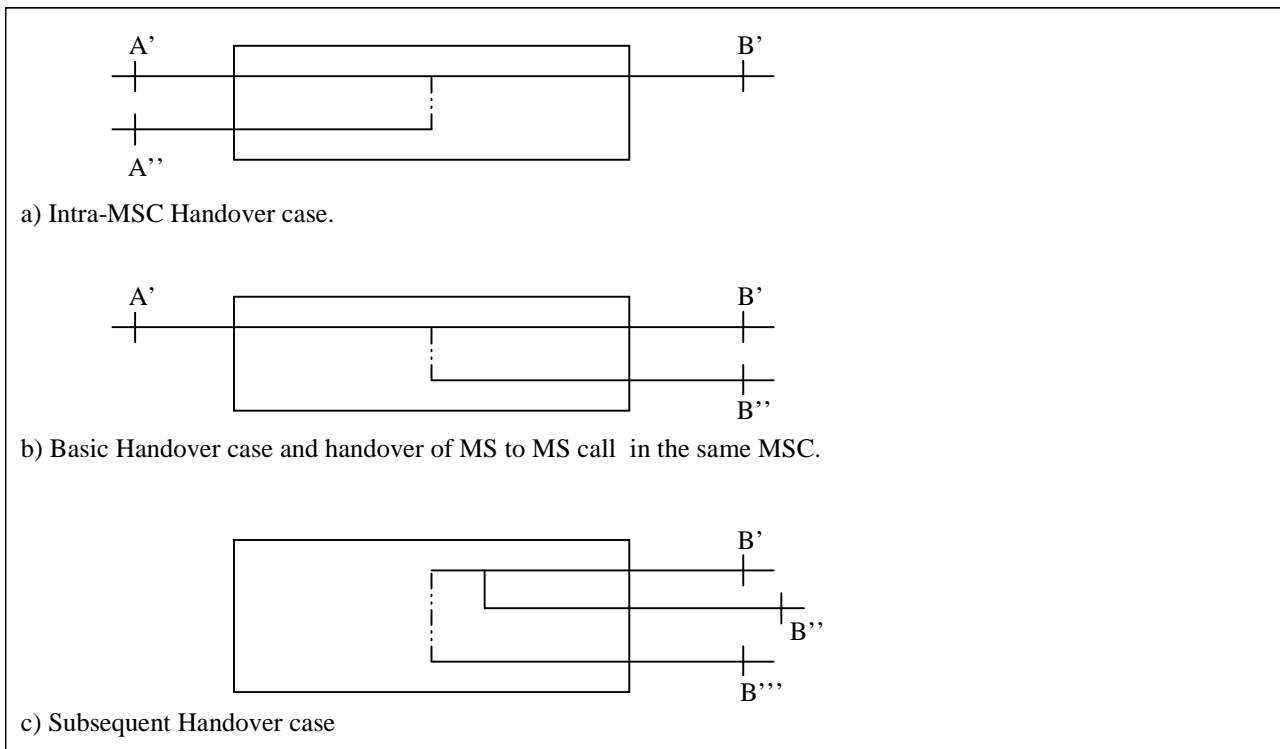 A’ B’
A’’
a) Intra-MSC Handover case.
A’ B’
B’’
b) Basic Handover case and handover of MS to MS call in the same MSC.
B’
B’’
B’’’
c) Subsequent Handover case